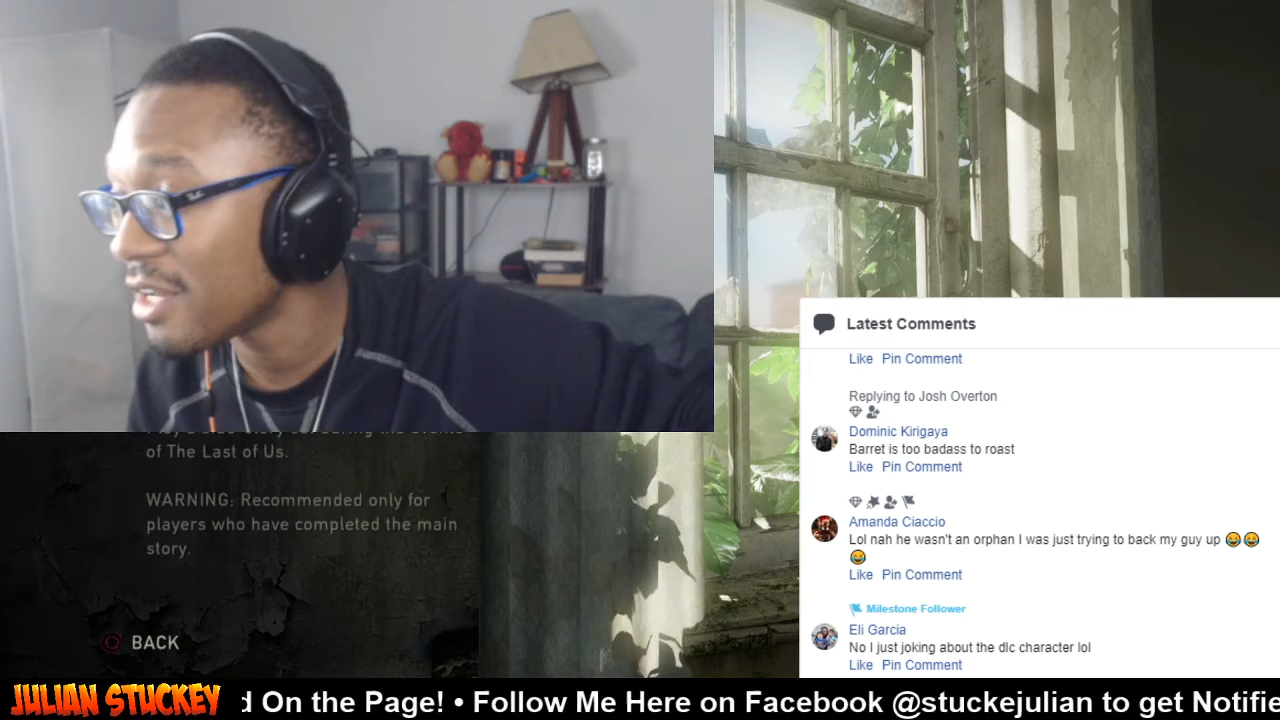 of The Last of Us.
WARNING: Recommended only for
players who have completed the main
story.
BACK
Latest Comments
Like Pin Comment
Replying to Josh Overton
Dominic Kirigaya
Barret is too badass to roast
Like Pin Comment
Amanda Ciaccio
Lol nah he wasn't an orphan I was just trying to back my guy up 😂😂
😂
Like Pin Comment
Milestone Follower
Eli Garcia
No I just joking about the dlc character lol
Like Pin Comment
JULIAN STUCKEY
d On the Page! • Follow Me Here on Facebook @stuckejulian to get Notifie